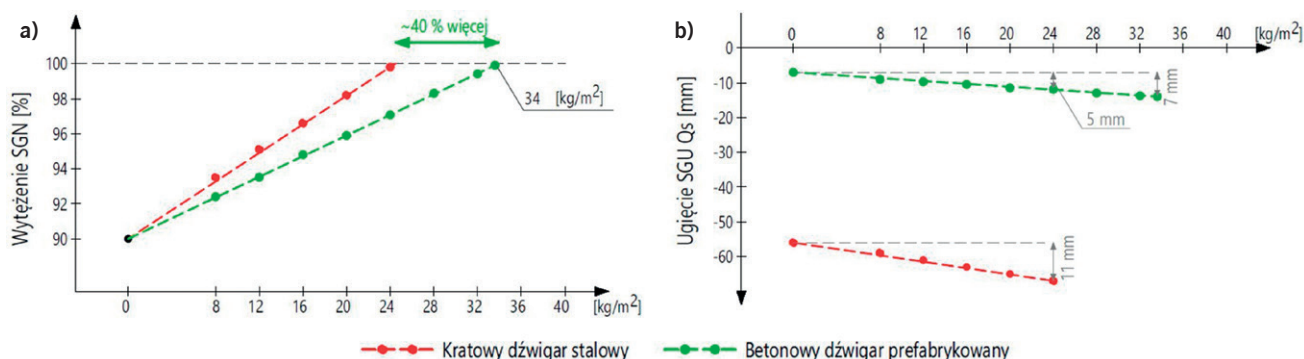 a)
~40 % więcej
Wytężenie SGN [%]
100
98
96
94
92
90
34 [kg/m²]
0 8 12 16 20 24 28 32 36 40 [kg/m²]
b)
0 8 12 16 20 24 28 32 36 40 [kg/m²]
Ugięcie SGU Qs [mm]
0
-10
-20
-30
-40
-50
-60
5 mm
7 mm
11 mm
Kratowy dźwigar stalowy
Betonowy dźwigar prefabrykowany